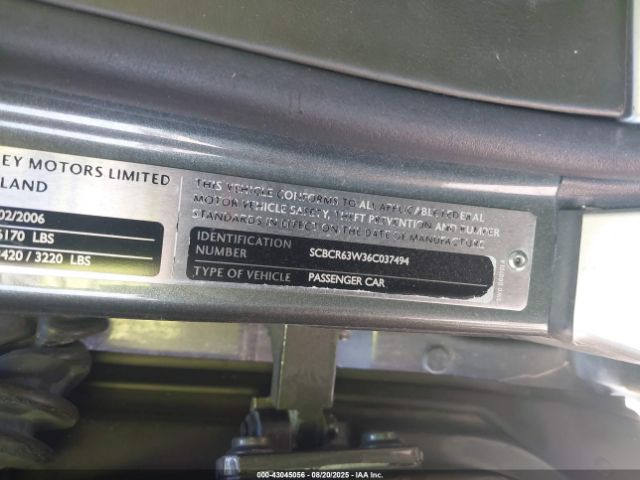 EY MOTORS LIMITED
LAND
02/2006
6170 LBS
420 / 3220 LBS
THIS VEHICLE CONFORMS TO ALL APPLICABLE FEDERAL
MOTOR VEHICLE SAFETY, THEFT PREVENTION AND BUMPER
STANDARDS IN EFFECT ON THE DATE OF MANUFACTURE
IDENTIFICATION
NUMBER
SCBCR63W36C037494
TYPE OF VEHICLE
PASSENGER CAR
000-43045056 - 08/20/2025 - IAA Inc.